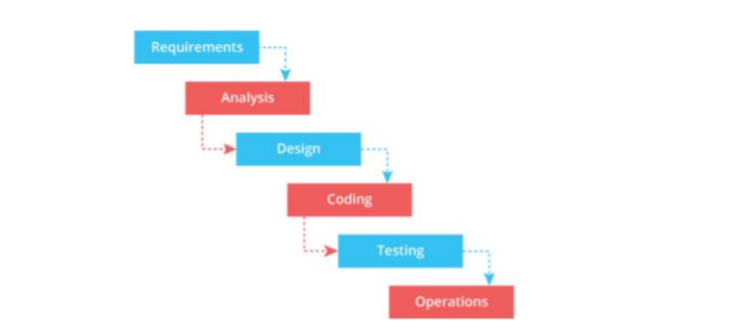 Requirements
Analysis
Design
Coding
Testing
Operations